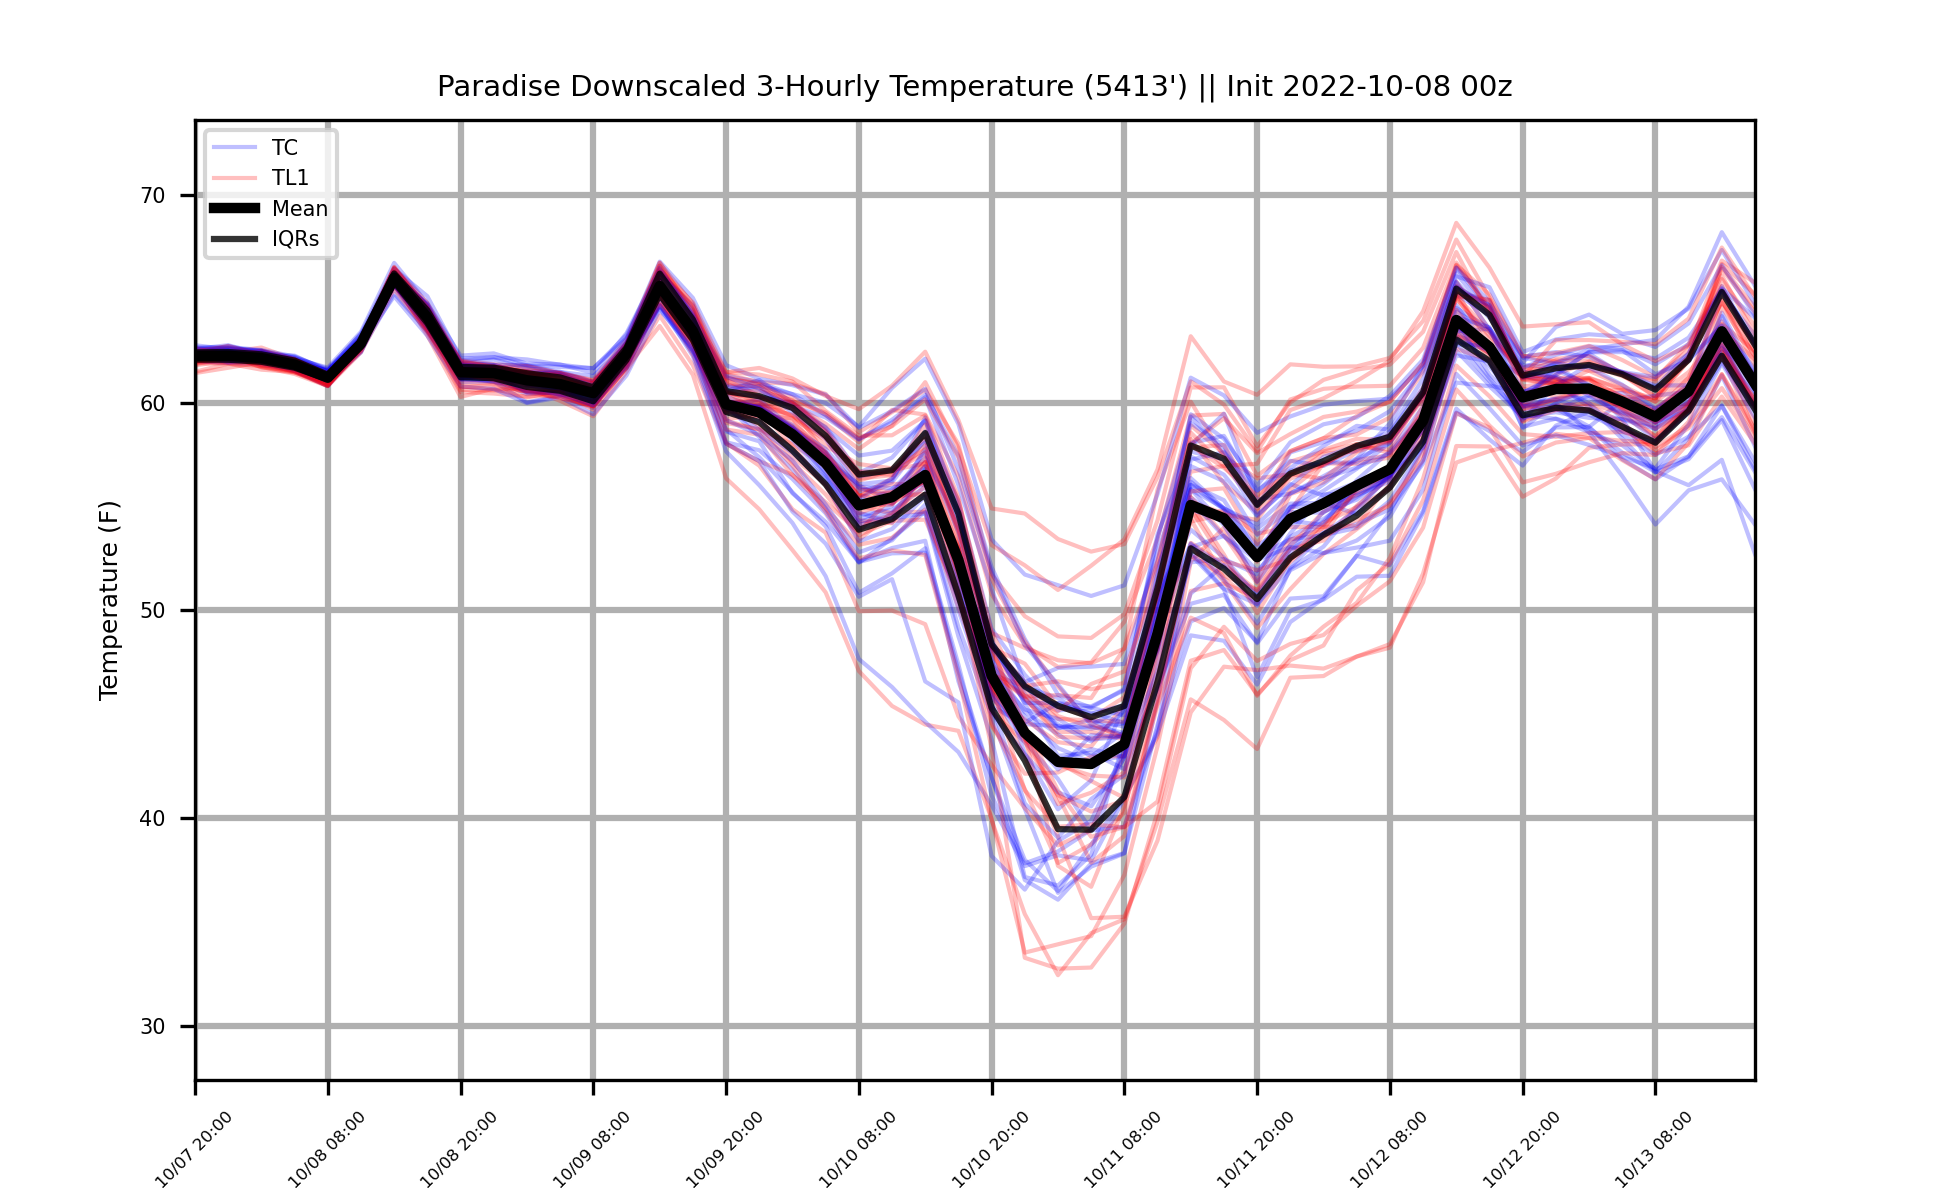 Paradise Downscaled 3-Hourly Temperature (5413') || Init 2022-10-08 00z
TC
TL1
Mean
IQRs
Temperature (F)
70
60
50
40
30
10/07 20:00
10/08 08:00
10/08 20:00
10/09 08:00
10/09 20:00
10/10 08:00
10/10 20:00
10/11 08:00
10/11 20:00
10/12 08:00
10/12 20:00
10/13 08:00